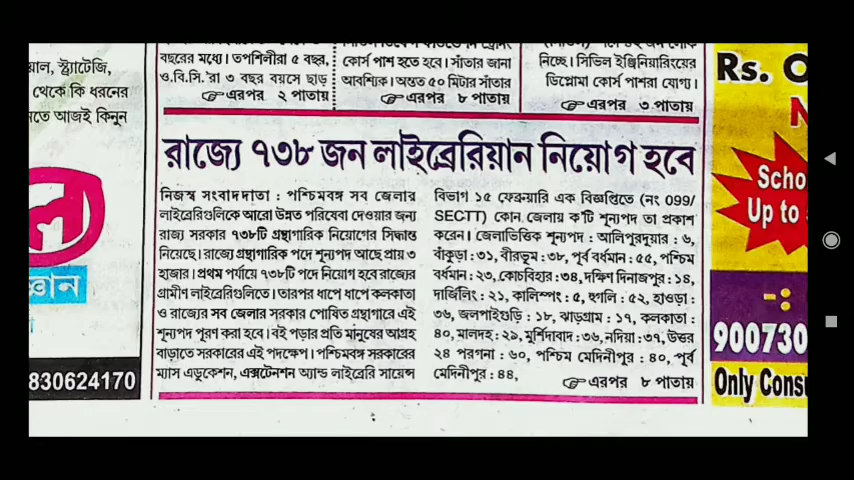 য়াল, স্ট্র্যাটেজি,
থেকে কি ধরনের
নতে আজই কিনুন
ল
জ্ঞান
830624170
বছরের মধ্যে। তপশিলীরা ৫ বছর,
ও.বি.সি.'রা ৩ বছর বয়সে ছাড়
এরপর ২ পাতায়
কোর্স পাশ হতে হবে। সাঁতার জানা
আবশ্যিক। অন্তত ৫০ মিটার সাঁতার
এরপর ৮ পাতায়
নিচ্ছে। সিভিল ইঞ্জিনিয়ারিংয়ের
ডিপ্লোমা কোর্স পাশরা যোগ্য।
এরপর ৩ পাতায়
রাজ্যে ৭৩৮ জন লাইব্রেরিয়ান নিয়োগ হবে
নিজস্ব সংবাদদাতা : পশ্চিমবঙ্গ সব জেলার
লাইব্রেরিগুলিকে আরো উন্নত পরিষেবা দেওয়ার জন্য
রাজ্য সরকার ৭৩৮টি গ্রন্থাগারিক নিয়োগের সিদ্ধান্ত
নিয়েছে। রাজ্যে গ্রন্থাগারিক পদে শূন্যপদ আছে প্রায় ৩
হাজার। প্রথম পর্যায়ে ৭৩৮টি পদে নিয়োগ হবে রাজ্যের
গ্রামীণ লাইব্রেরিগুলিতে। তারপর ধাপে ধাপে কলকাতা
ও রাজ্যের সব জেলার সরকার পোষিত গ্রন্থাগারে এই
শূন্যপদ পূরণ করা হবে। বই পড়ার প্রতি মানুষের আগ্রহ
বাড়াতে সরকারের এই পদক্ষেপ। পশ্চিমবঙ্গ সরকারের
ম্যাস এডুকেশন, এক্সটেনশন অ্যান্ড লাইব্রেরি সায়েন্স
বিভাগ ১৫ ফেব্রুয়ারি এক বিজ্ঞপ্তিতে (নং 099/
SECTT) কোন জেলায় ক'টি শূন্যপদ তা প্রকাশ
করেন। জেলাভিত্তিক শূন্যপদ : আলিপুরদুয়ার : ৬,
বাঁকুড়া : ৩১, বীরভূম : ৩৮, পূর্ব বর্ধমান : ৫৫, পশ্চিম
বর্ধমান : ২৩, কোচবিহার : ৩৪, দক্ষিণ দিনাজপুর : ১৪,
দার্জিলিং : ২১, কালিম্পং : ৫, হুগলি : ৫২, হাওড়া :
৩৬, জলপাইগুড়ি : ১৮, ঝাড়গ্রাম : ১৭, কলকাতা :
৪০, মালদহ : ২৯, মুর্শিদাবাদ : ৩৬, নদিয়া : ৩৭, উত্তর
২৪ পরগনা : ৬০, পশ্চিম মেদিনীপুর : ৪০, পূর্ব
মেদিনীপুর : ৪৪,
এরপর ৮ পাতায়
Rs.
Scho
Up to
900730
Only Consu